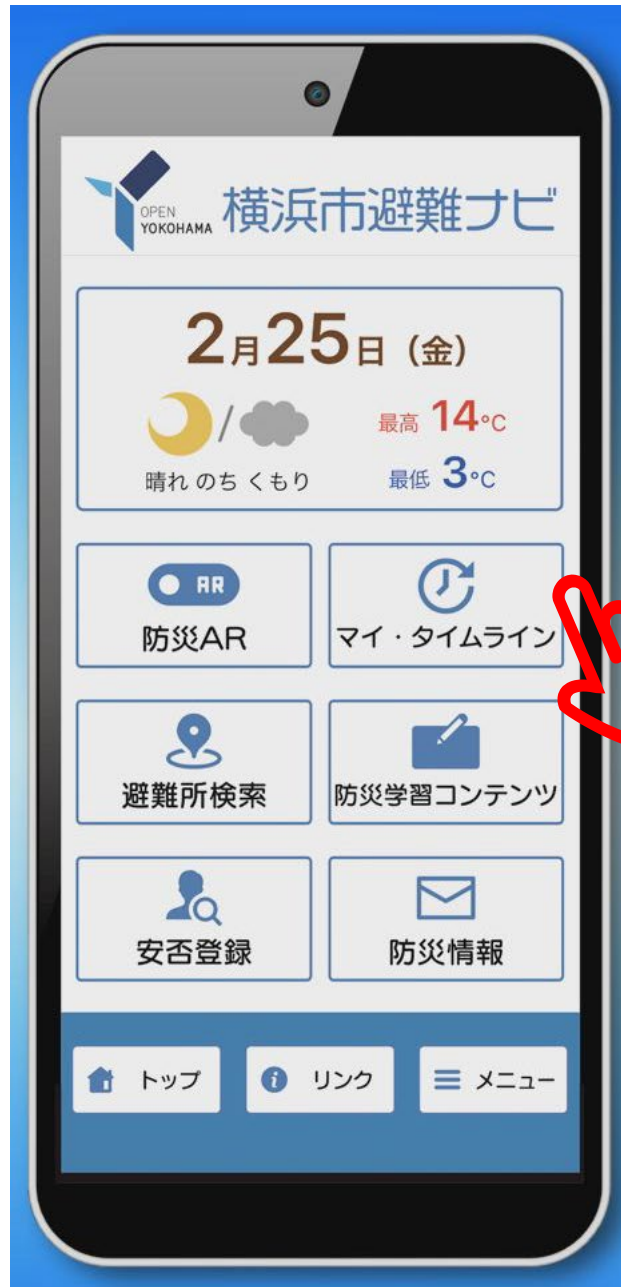 OPEN
YOKOHAMA
横浜市避難ナビ
2月25日（金）
最高 14°C
晴れ のち くもり
最低 3°C
AR
防災AR
マイ・タイムライン
避難所検索
防災学習コンテンツ
安否登録
防災情報
トップ
リンク
メニュー